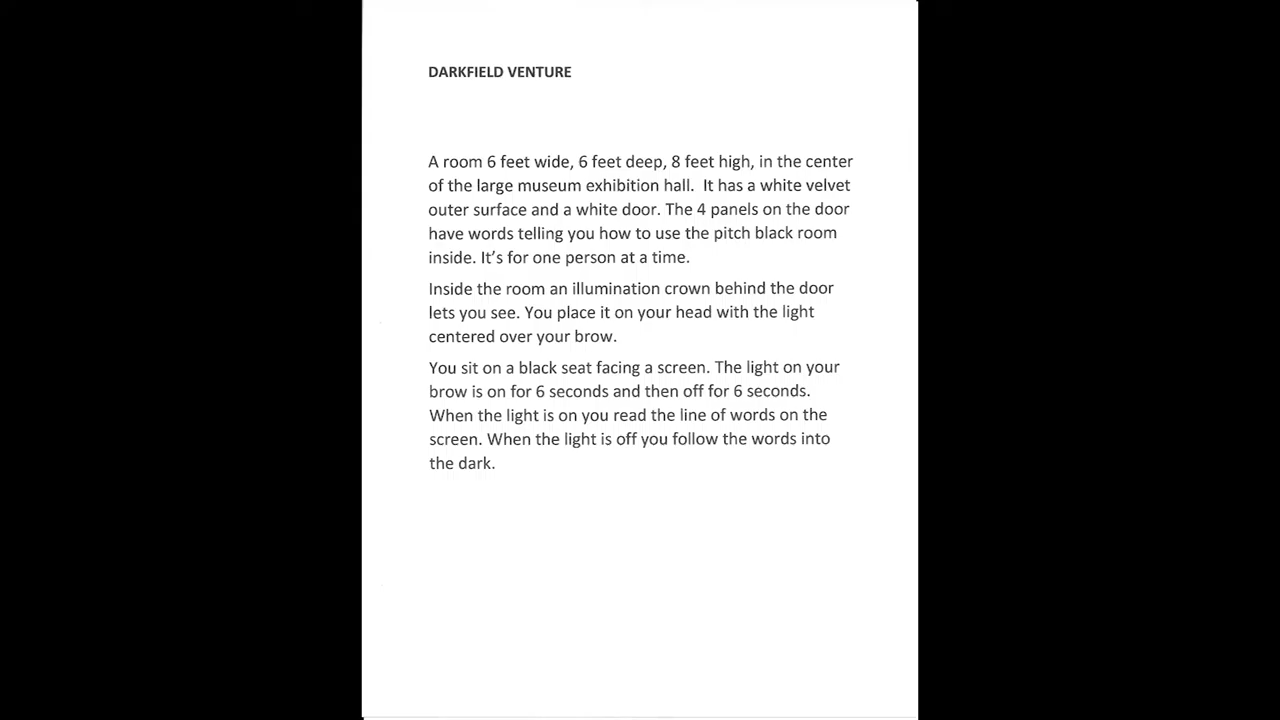 DARKFIELD VENTURE
A room 6 feet wide, 6 feet deep, 8 feet high, in the center
of the large museum exhibition hall.  It has a white velvet
outer surface and a white door. The 4 panels on the door
have words telling you how to use the pitch black room
inside. It’s for one person at a time.
Inside the room an illumination crown behind the door
lets you see. You place it on your head with the light
centered over your brow.
You sit on a black seat facing a screen. The light on your
brow is on for 6 seconds and then off for 6 seconds.
When the light is on you read the line of words on the
screen. When the light is off you follow the words into
the dark.